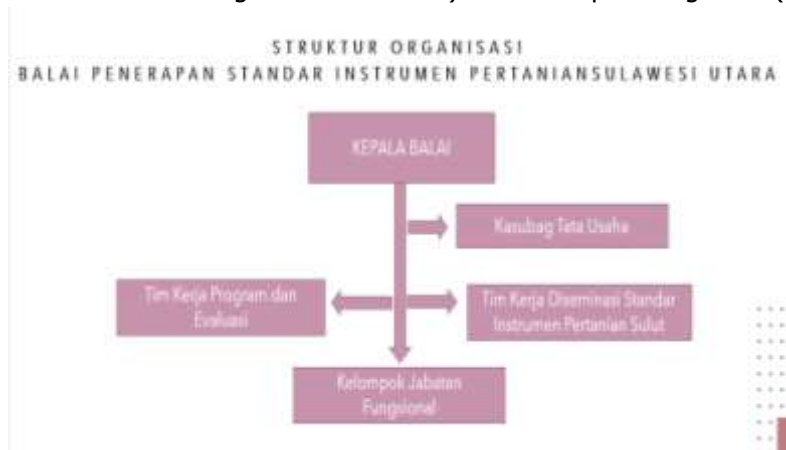 STRUKTUR ORGANISASI
BALAI PENERAPAN STANDAR INSTRUMEN PERTANIANSULAWESI UTARA
KEPALA BALAI
Kasubag Tata Usaha
Tim Kerja Program dan
Evaluasi
Tim Kerja Diseminasi Standar
Instrumen Pertanian Sulut
Kelompok Jabatan
Fungsional